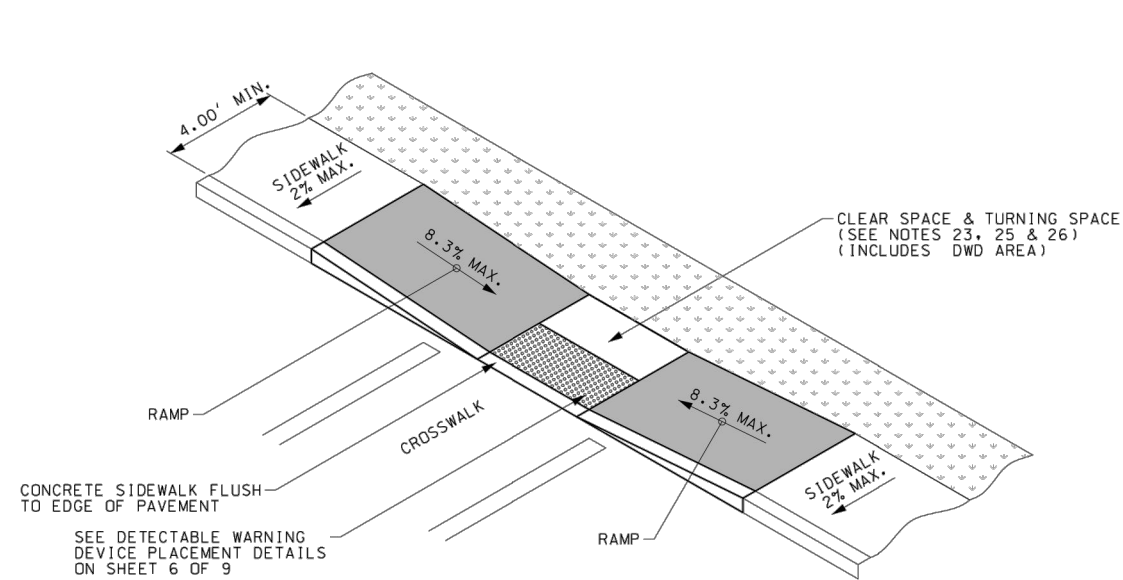 4.00' MIN.
SIDEWALK
2% MAX.
8.3% MAX.
CLEAR SPACE & TURNING SPACE
(SEE NOTES 23, 25 & 26)
(INCLUDES DWD AREA)
RAMP
CROSSWALK
8.3% MAX.
SIDEWALK
2% MAX.
CONCRETE SIDEWALK FLUSH
TO EDGE OF PAVEMENT
SEE DETECTABLE WARNING
DEVICE PLACEMENT DETAILS
ON SHEET 6 OF 9
RAMP